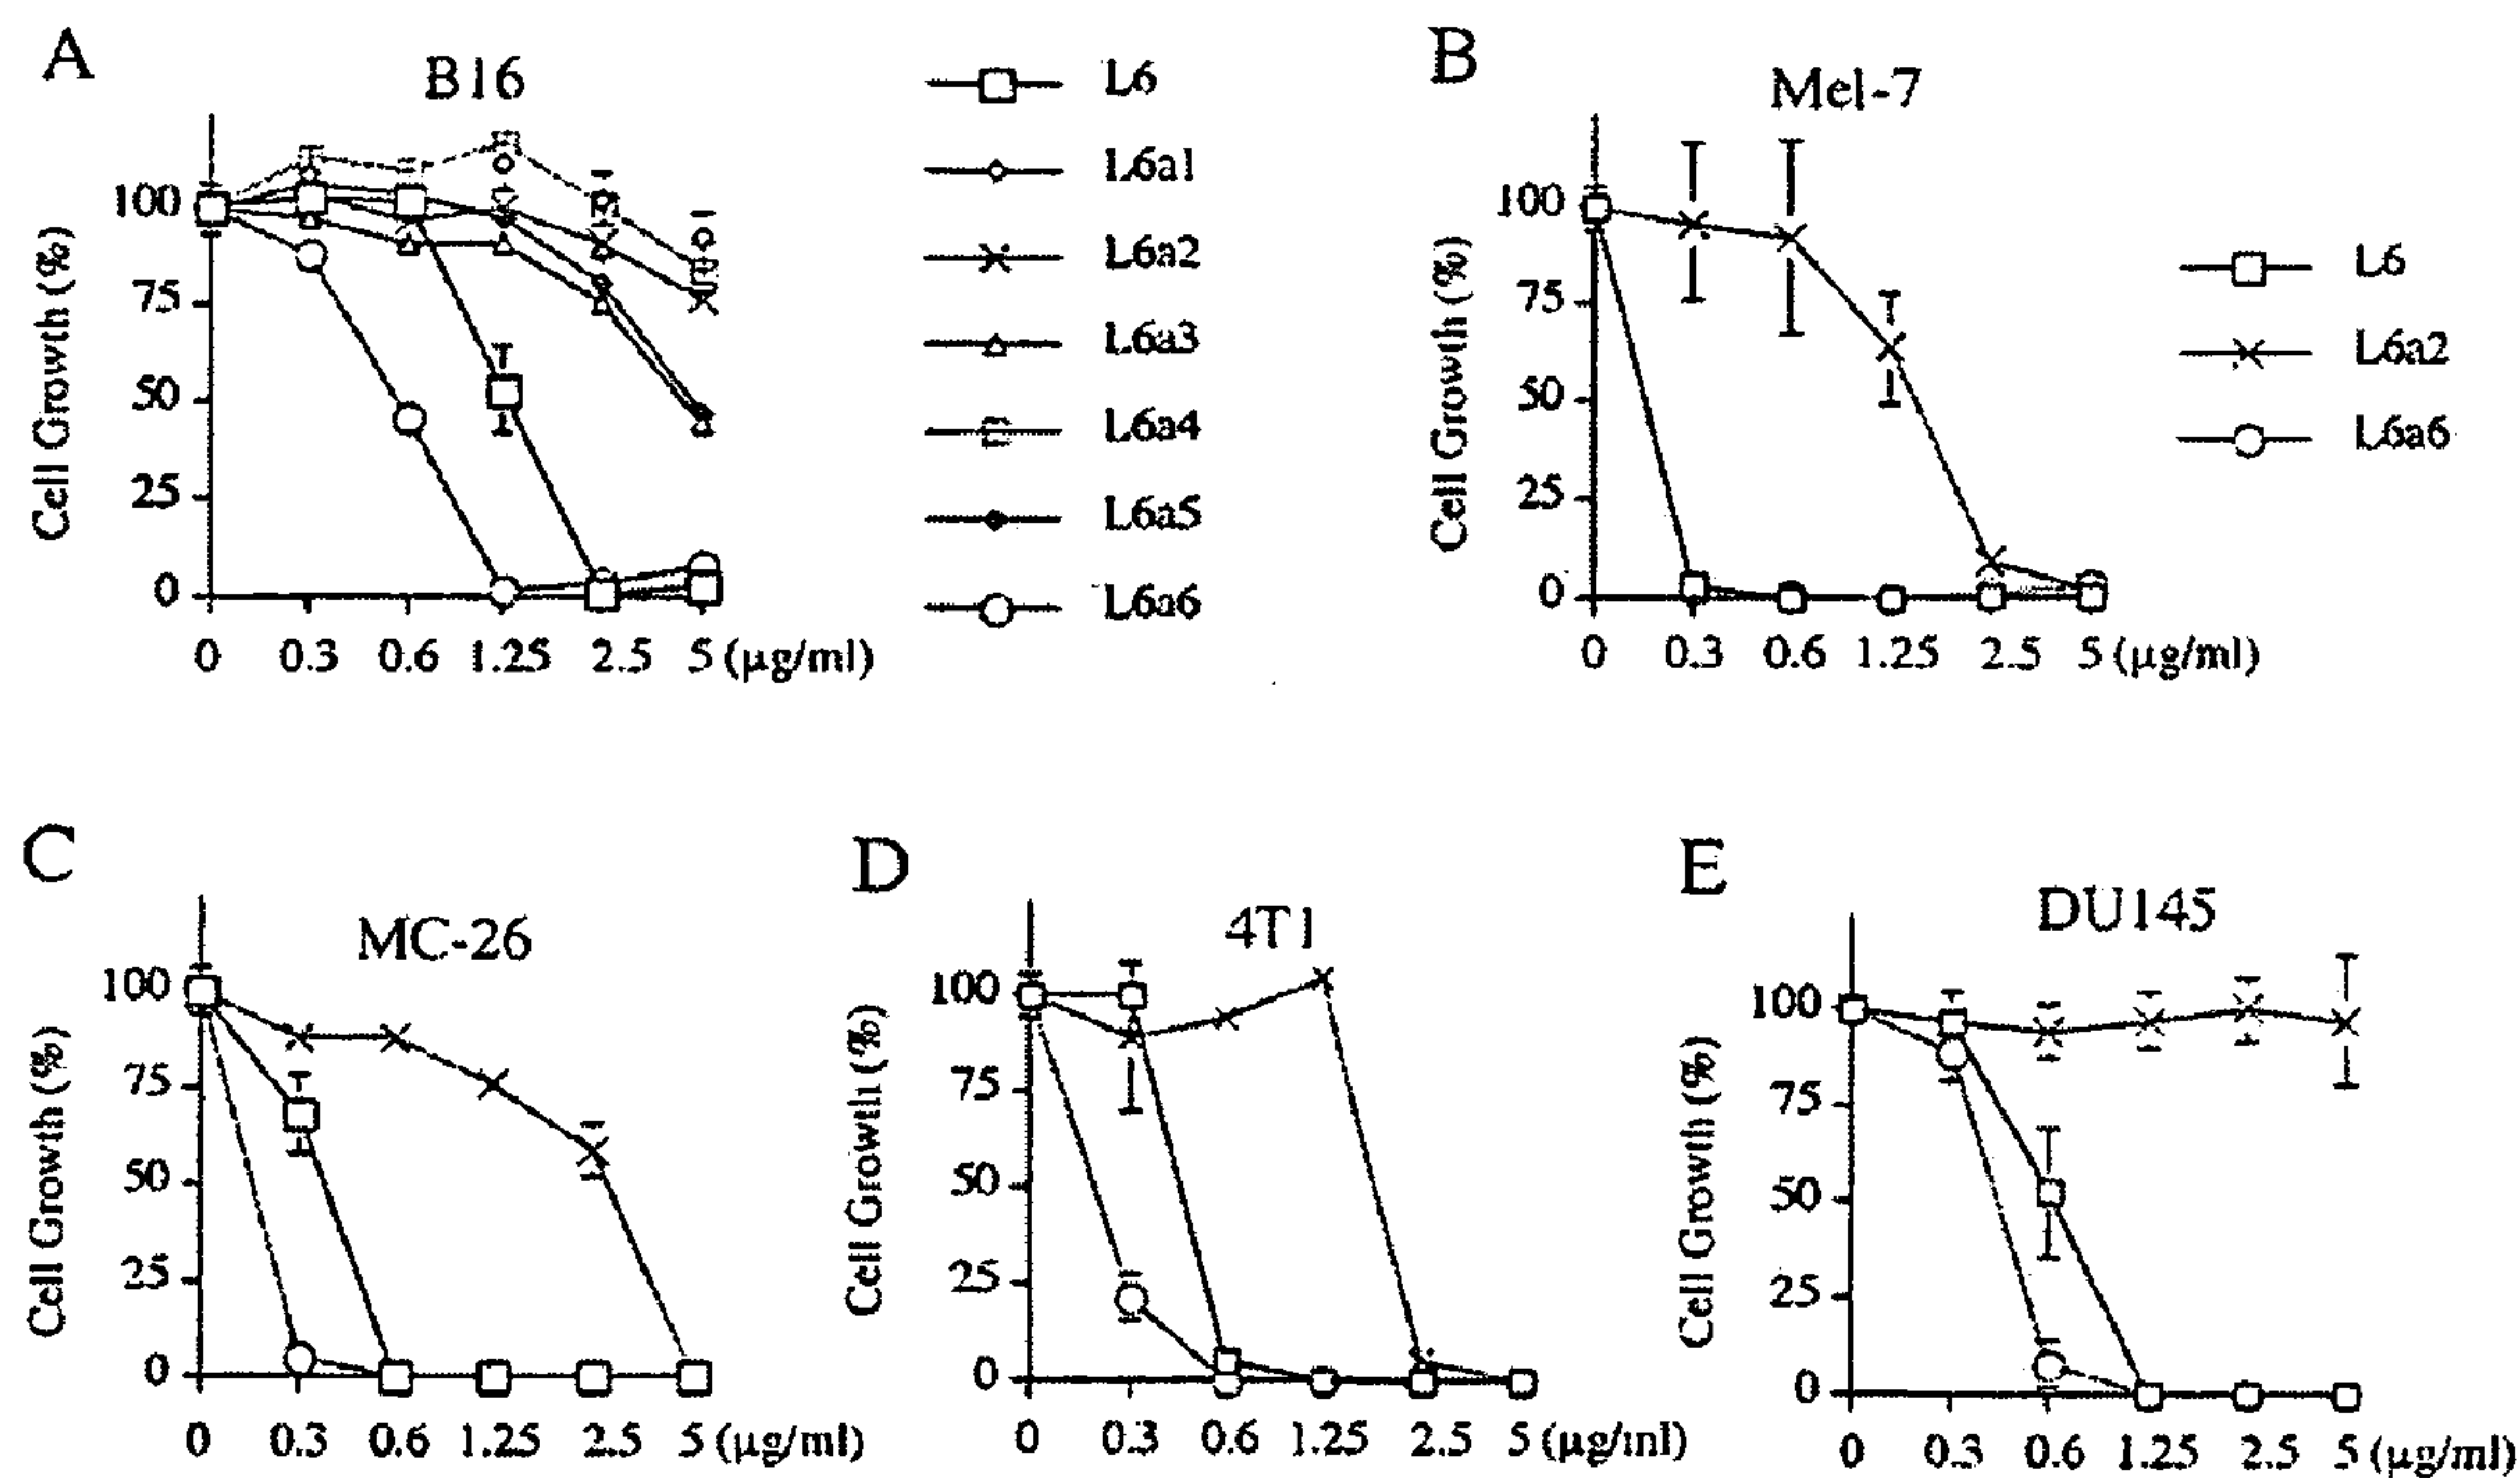 A
B16
Cell Growth (%)
100
75
50
25
0
0 0.3 0.6 1.25 2.5 5 (µg/ml)
L6
L6a1
L6a2
L6a3
L6a4
L6a5
L6a6
B
Mel-7
Cell Growth (%)
100
75
50
25
0
0 0.3 0.6 1.25 2.5 5 (µg/ml)
L6
L6a2
L6a6
C
MC-26
Cell Growth (%)
100
75
50
25
0
0 0.3 0.6 1.25 2.5 5 (µg/ml)
D
4T1
Cell Growth (%)
100
75
50
25
0
0 0.3 0.6 1.25 2.5 5 (µg/ml)
E
DU145
Cell Growth (%)
100
75
50
25
0
0 0.3 0.6 1.25 2.5 5 (µg/ml)